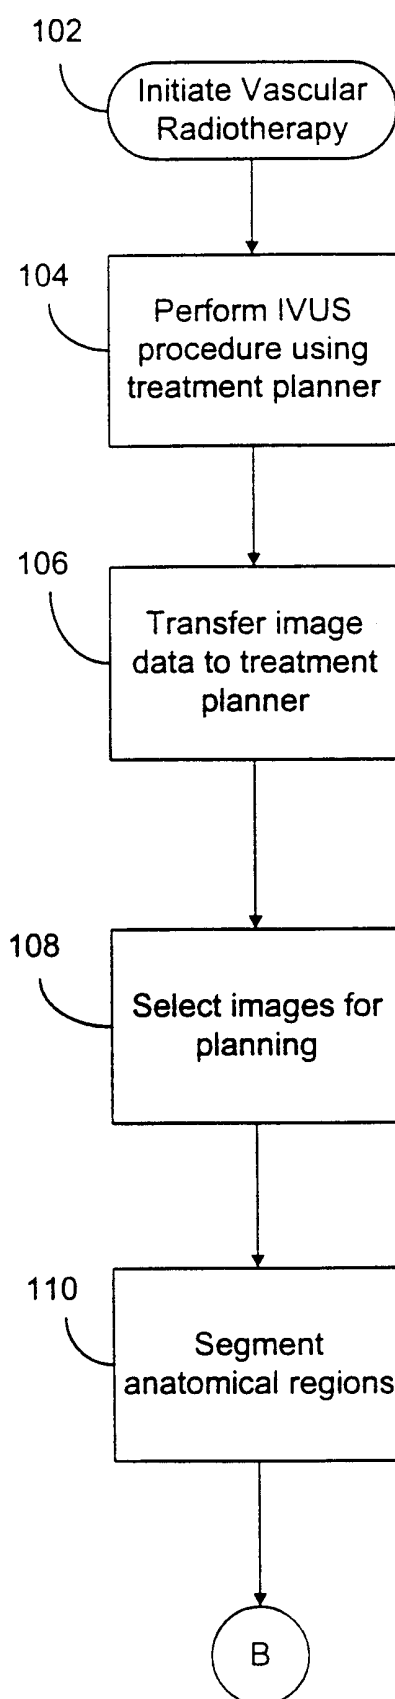 102
Initiate Vascular
Radiotherapy
104
Perform IVUS
procedure using
treatment planner
106
Transfer image
data to treatment
planner
108
Select images for
planning
110
Segment
anatomical regions
B